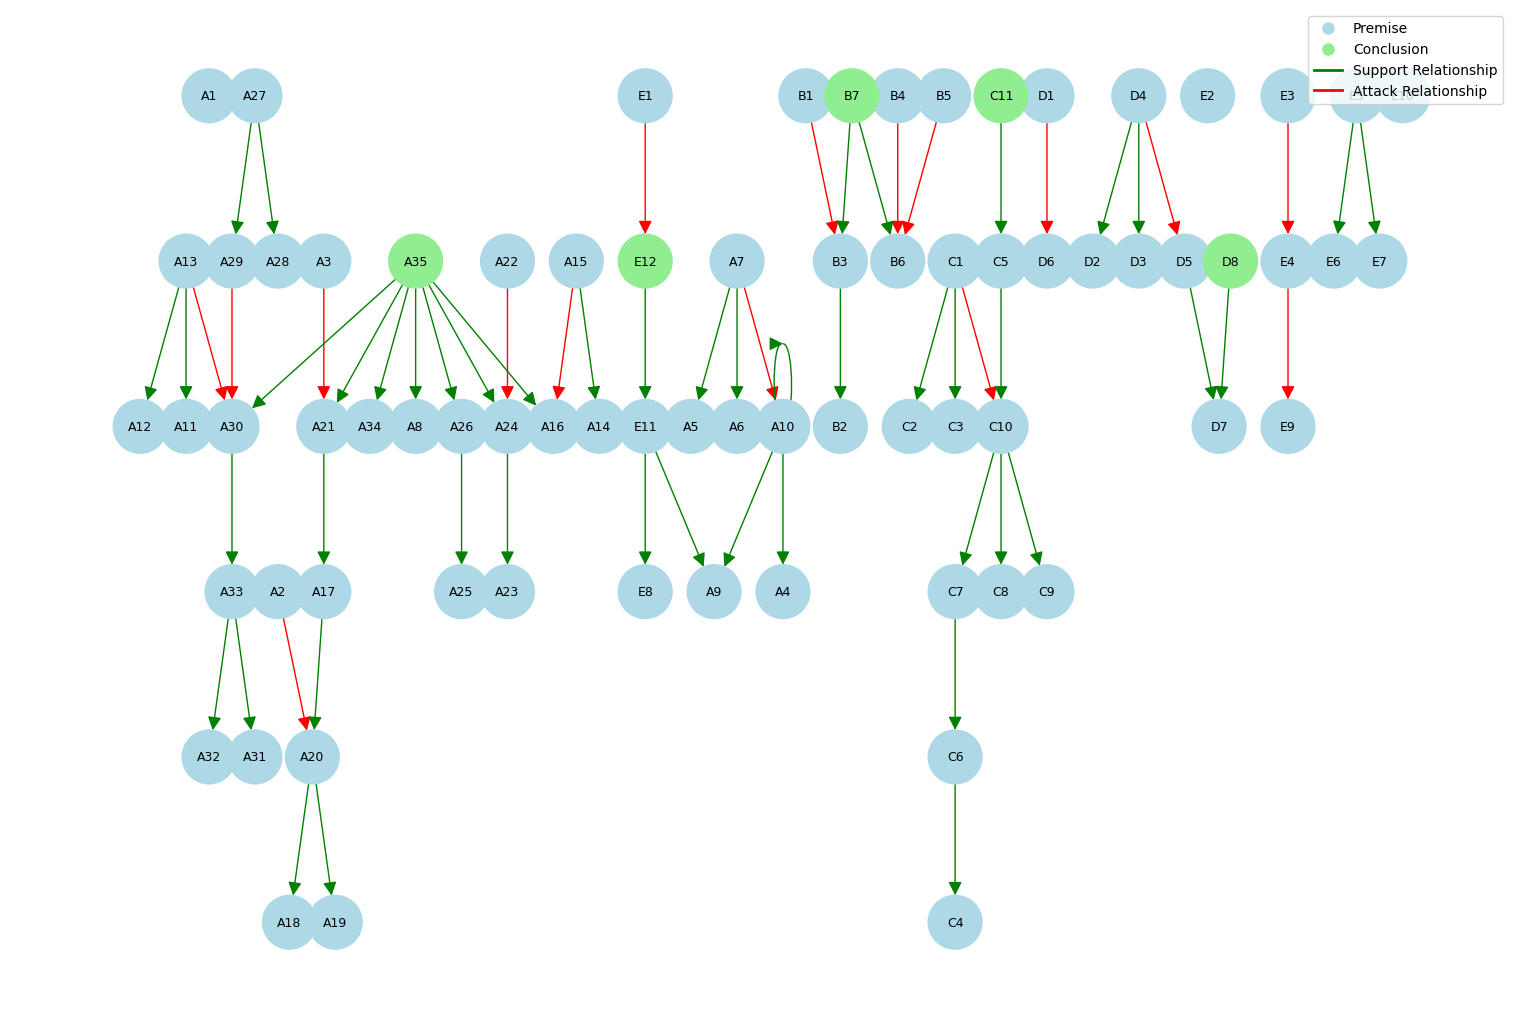 Premise
Conclusion
Support Relationship
Attack Relationship
A1 A27 E1 B1 B7 B4 B5 C11 D1 D4 E2 E3
A13 A29 A28 A3 A35 A22 A15 E12 A7 B3 B6 C1 C5 D6 D2 D3 D5 D8 E4 E6 E7
A12 A11 A30 A21 A34 A8 A26 A24 A16 A14 E11 A5 A6 A10 B2 C2 C3 C10 D7 E9
A33 A2 A17 A25 A23 E8 A9 A4 C7 C8 C9
A32 A31 A20 C6
A18 A19 C4